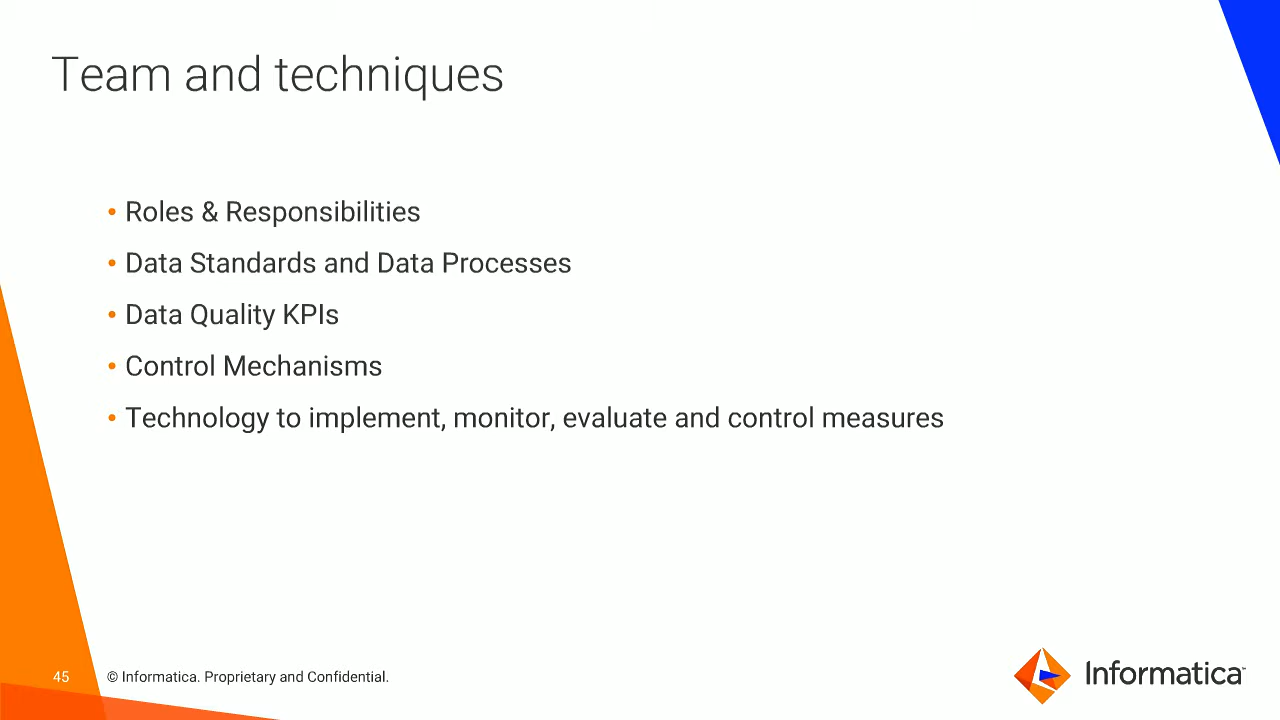 Team and techniques
• Roles & Responsibilities
• Data Standards and Data Processes
• Data Quality KPIs
• Control Mechanisms
• Technology to implement, monitor, evaluate and control measures
45 © Informatica. Proprietary and Confidential.
Informatica™